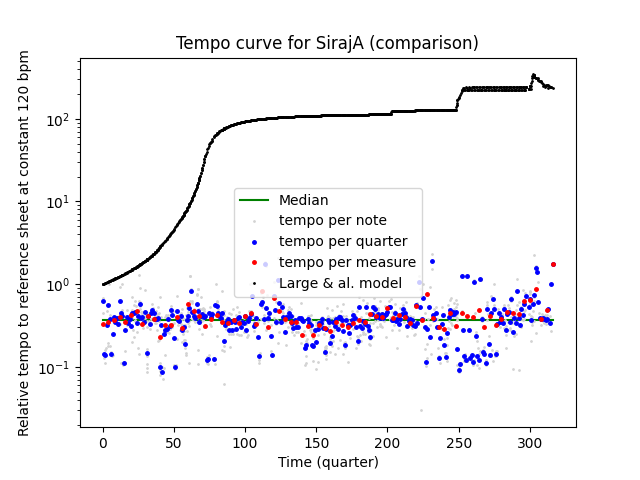 Tempo curve for SirajA (comparison)
Relative tempo to reference sheet at constant 120 bpm
10²
10¹
10⁰
10⁻¹
Median
tempo per note
tempo per quarter
tempo per measure
Large & al. model
0 50 100 150 200 250 300
Time (quarter)